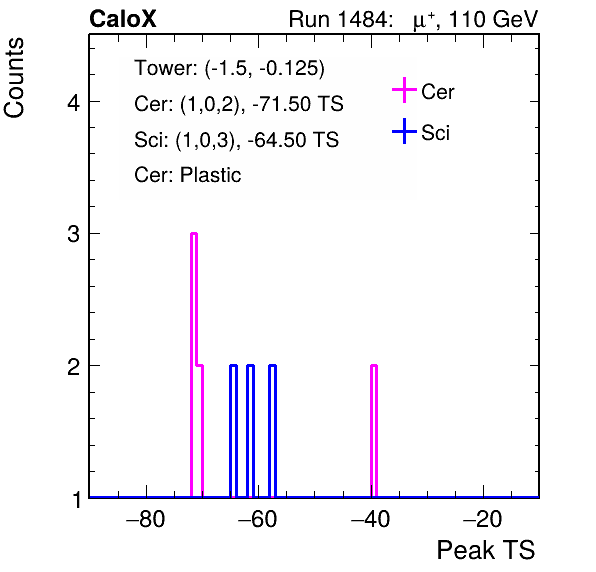 CaloX Run 1484: μ⁺, 110 GeV
Counts
Tower: (-1.5, -0.125)
Cer: (1,0,2), -71.50 TS
Sci: (1,0,3), -64.50 TS
Cer: Plastic
Cer
Sci
4
3
2
1
−80 −60 −40 −20
Peak TS